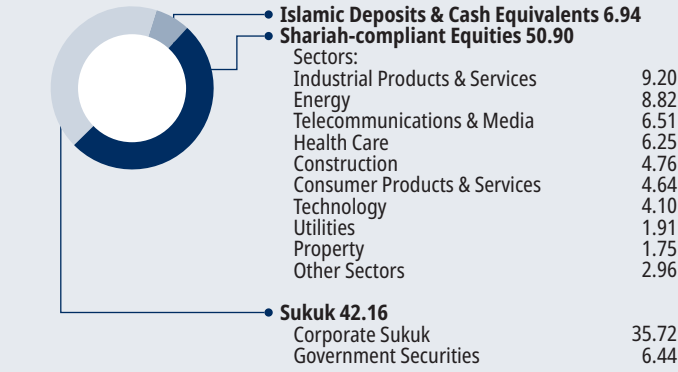 Islamic Deposits & Cash Equivalents 6.94
Shariah-compliant Equities 50.90
Sectors:
Industrial Products & Services 9.20
Energy 8.82
Telecommunications & Media 6.51
Health Care 6.25
Construction 4.76
Consumer Products & Services 4.64
Technology 4.10
Utilities 1.91
Property 1.75
Other Sectors 2.96
Sukuk 42.16
Corporate Sukuk 35.72
Government Securities 6.44